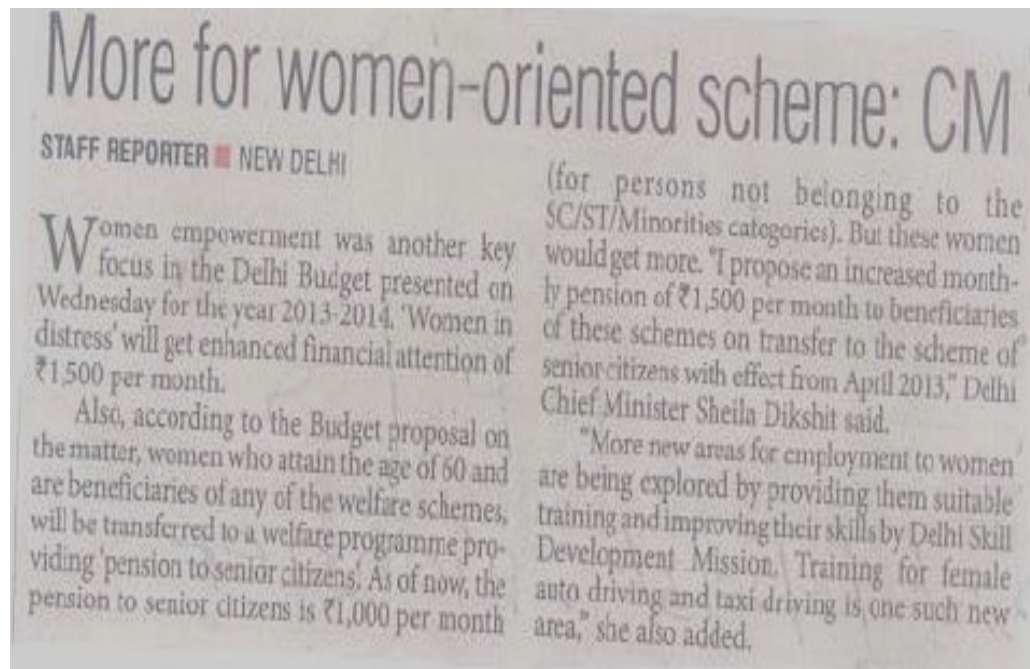 More for women-oriented scheme: CM
STAFF REPORTER ■ NEW DELHI
Women empowerment was another key
focus in the Delhi Budget presented on
Wednesday for the year 2013-2014. 'Women in
distress' will get enhanced financial attention of
₹1,500 per month.
Also, according to the Budget proposal on
the matter, women who attain the age of 60 and
are beneficiaries of any of the welfare schemes,
will be transferred to a welfare programme pro-
viding 'pension to senior citizens'. As of now, the
pension to senior citizens is ₹1,000 per month
(for persons not belonging to the
SC/ST/Minorities categories). But these women
would get more. "I propose an increased month-
ly pension of ₹1,500 per month to beneficiaries
of these schemes on transfer to the scheme of
senior citizens with effect from April 2013," Delhi
Chief Minister Sheila Dikshit said.
"More new areas for employment to women
are being explored by providing them suitable
training and improving their skills by Delhi Skill
Development Mission. Training for female
auto driving and taxi driving is one such new
area," she also added.